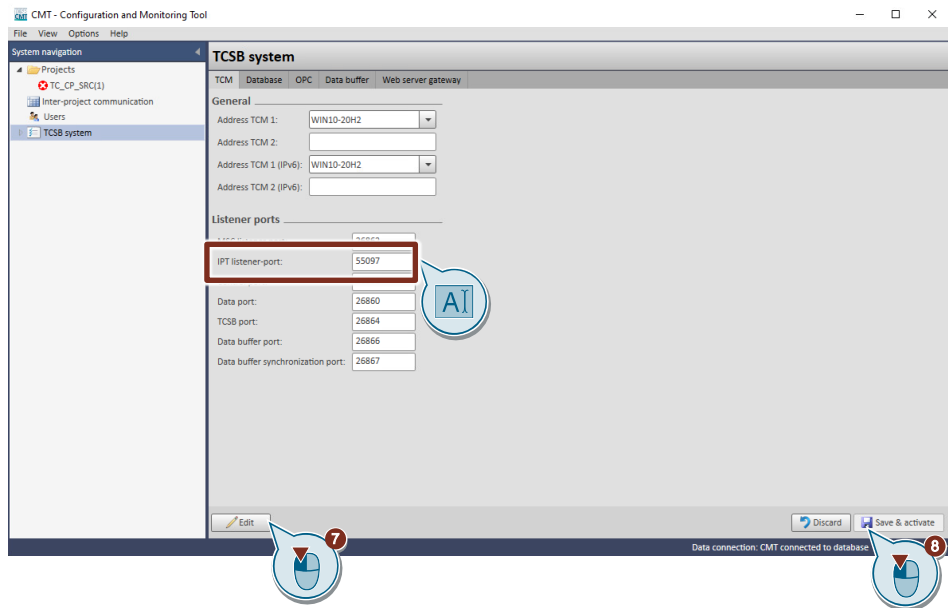 CMT - Configuration and Monitoring Tool
File View Options Help
System navigation
Projects
TC_CP_SRC(1)
Inter-project communication
Users
TCSB system
TCSB system
TCM Database OPC Data buffer Web server gateway
General
Address TCM 1: WIN10-20H2
Address TCM 2:
Address TCM 1 (IPv6): WIN10-20H2
Address TCM 2 (IPv6):
Listener ports
IPT listener-port: 55097
Data port: 26860
TCSB port: 26864
Data buffer port: 26866
Data buffer synchronization port: 26867
AI
Edit
Discard
Save & activate
7
Data connection: CMT connected to database
8